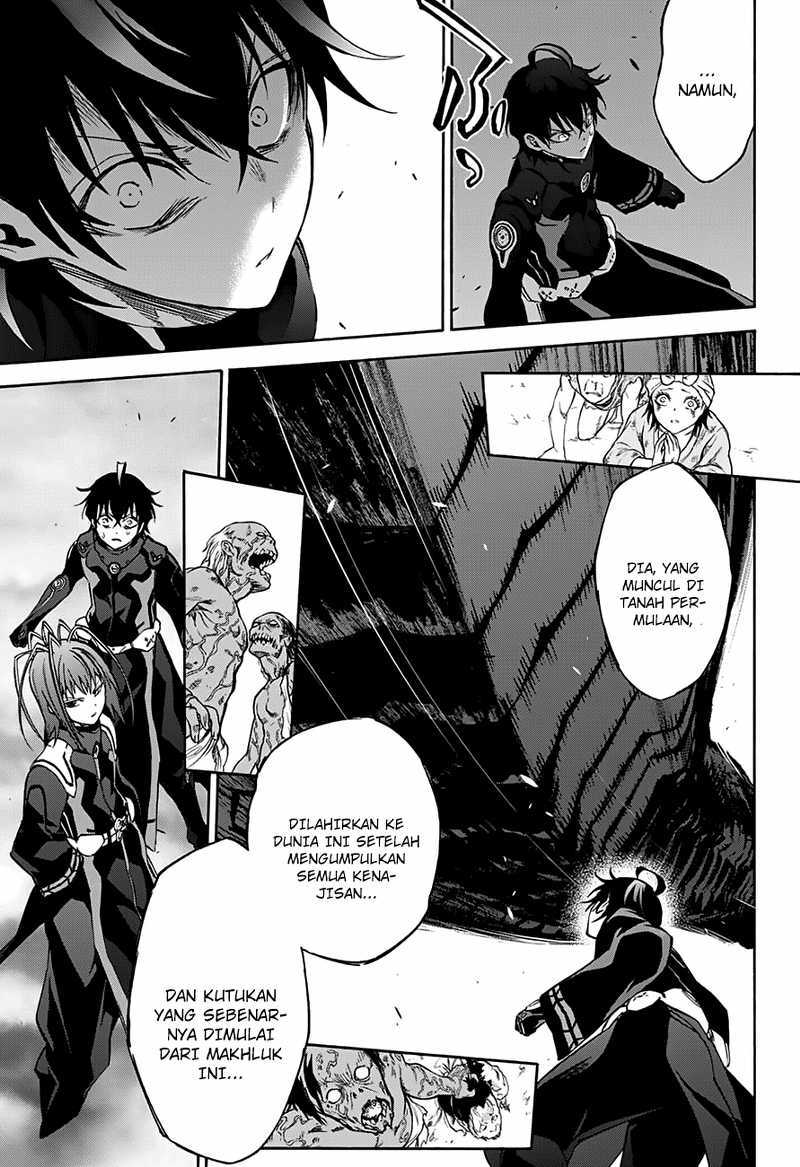 ...
NAMUN,
DIA, YANG
MUNCUL DI
TANAH PER-
MULAAN,
DILAHIRKAN KE
DUNIA INI SETELAH
MENGUMPULKAN
SEMUA KENA-
JISAN...
DAN KUTUKAN
YANG SEBENAR-
NYA DIMULAI
DARI MAKHLUK
INI...